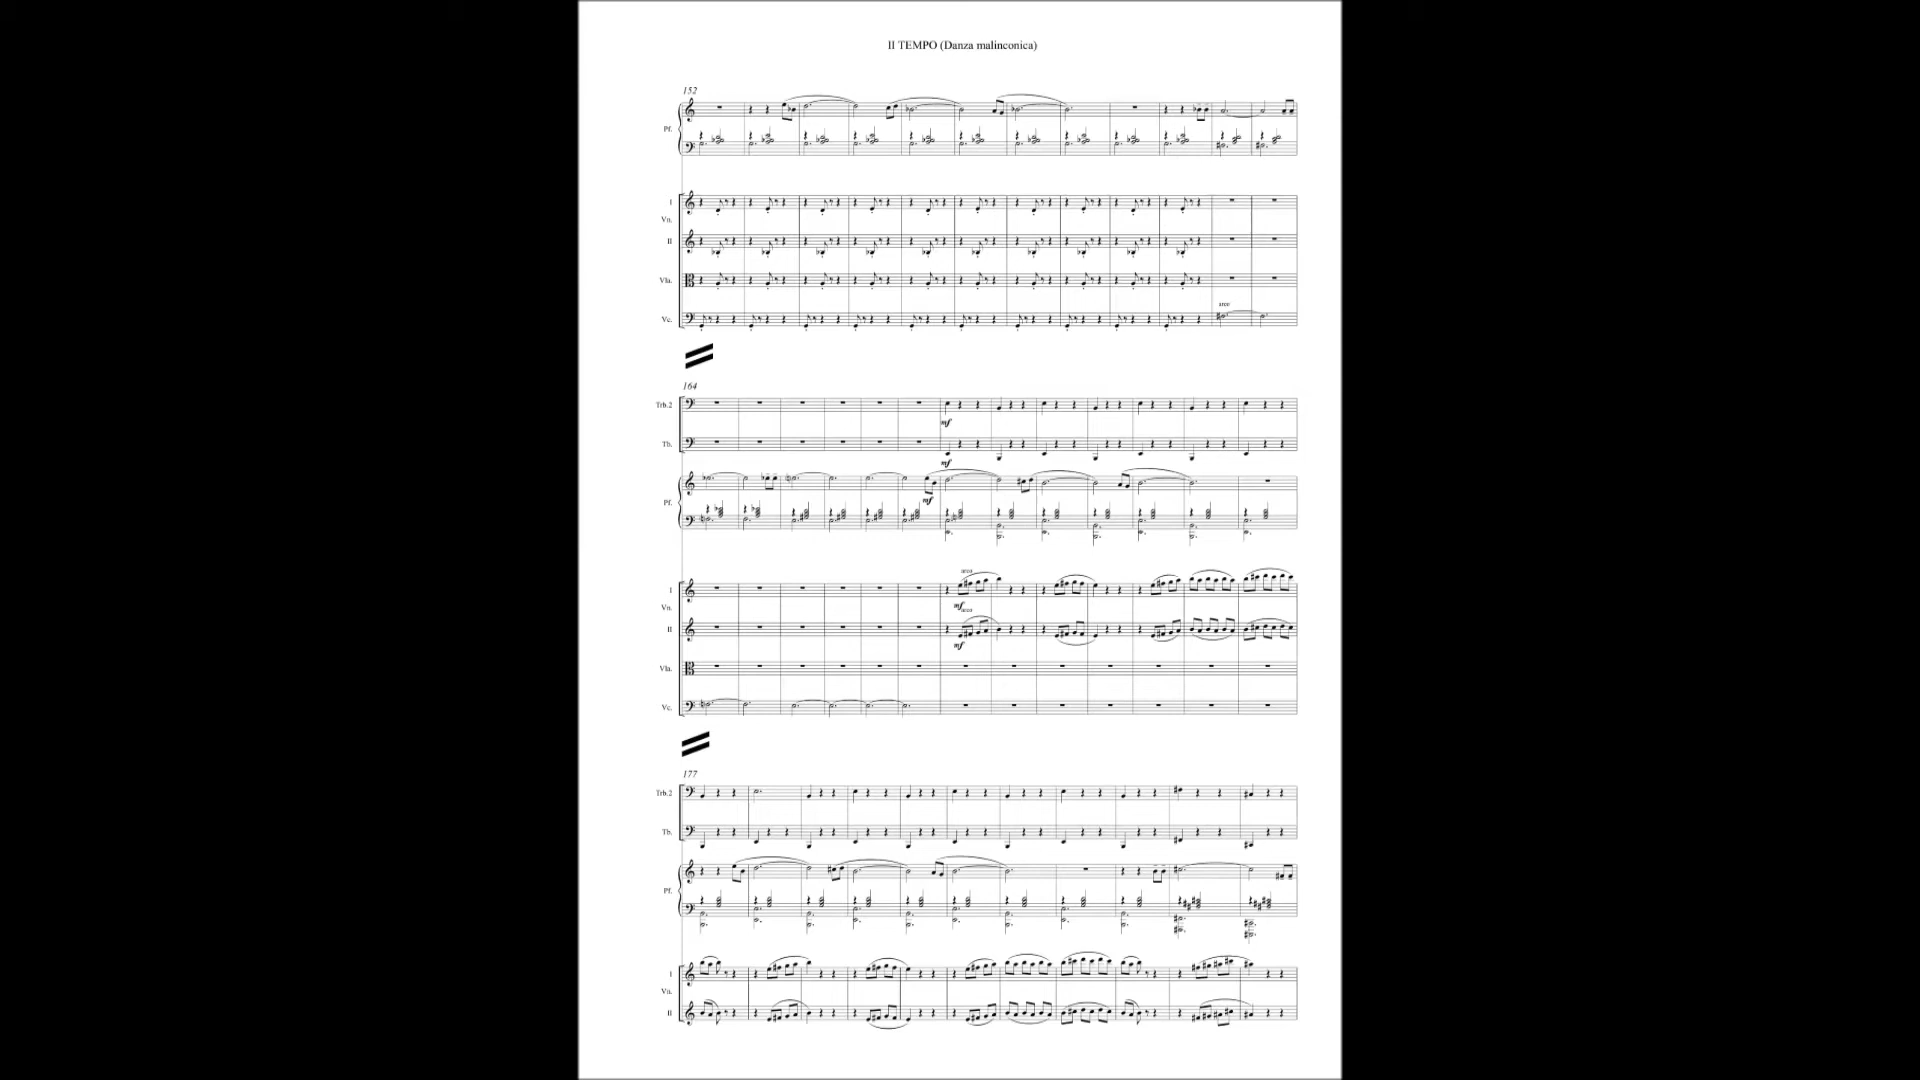 II TEMPO (Danza malinconica)
152
Pf.
I
Vn.
II
Vla.
Vc.
arco
164
Trb.2
mf
Tb.
mf
Pf.
mf
arco
I
mf
Vn.
arco
II
mf
Vla.
Vc.
177
Trb.2
Tb.
Pf.
I
Vn.
II